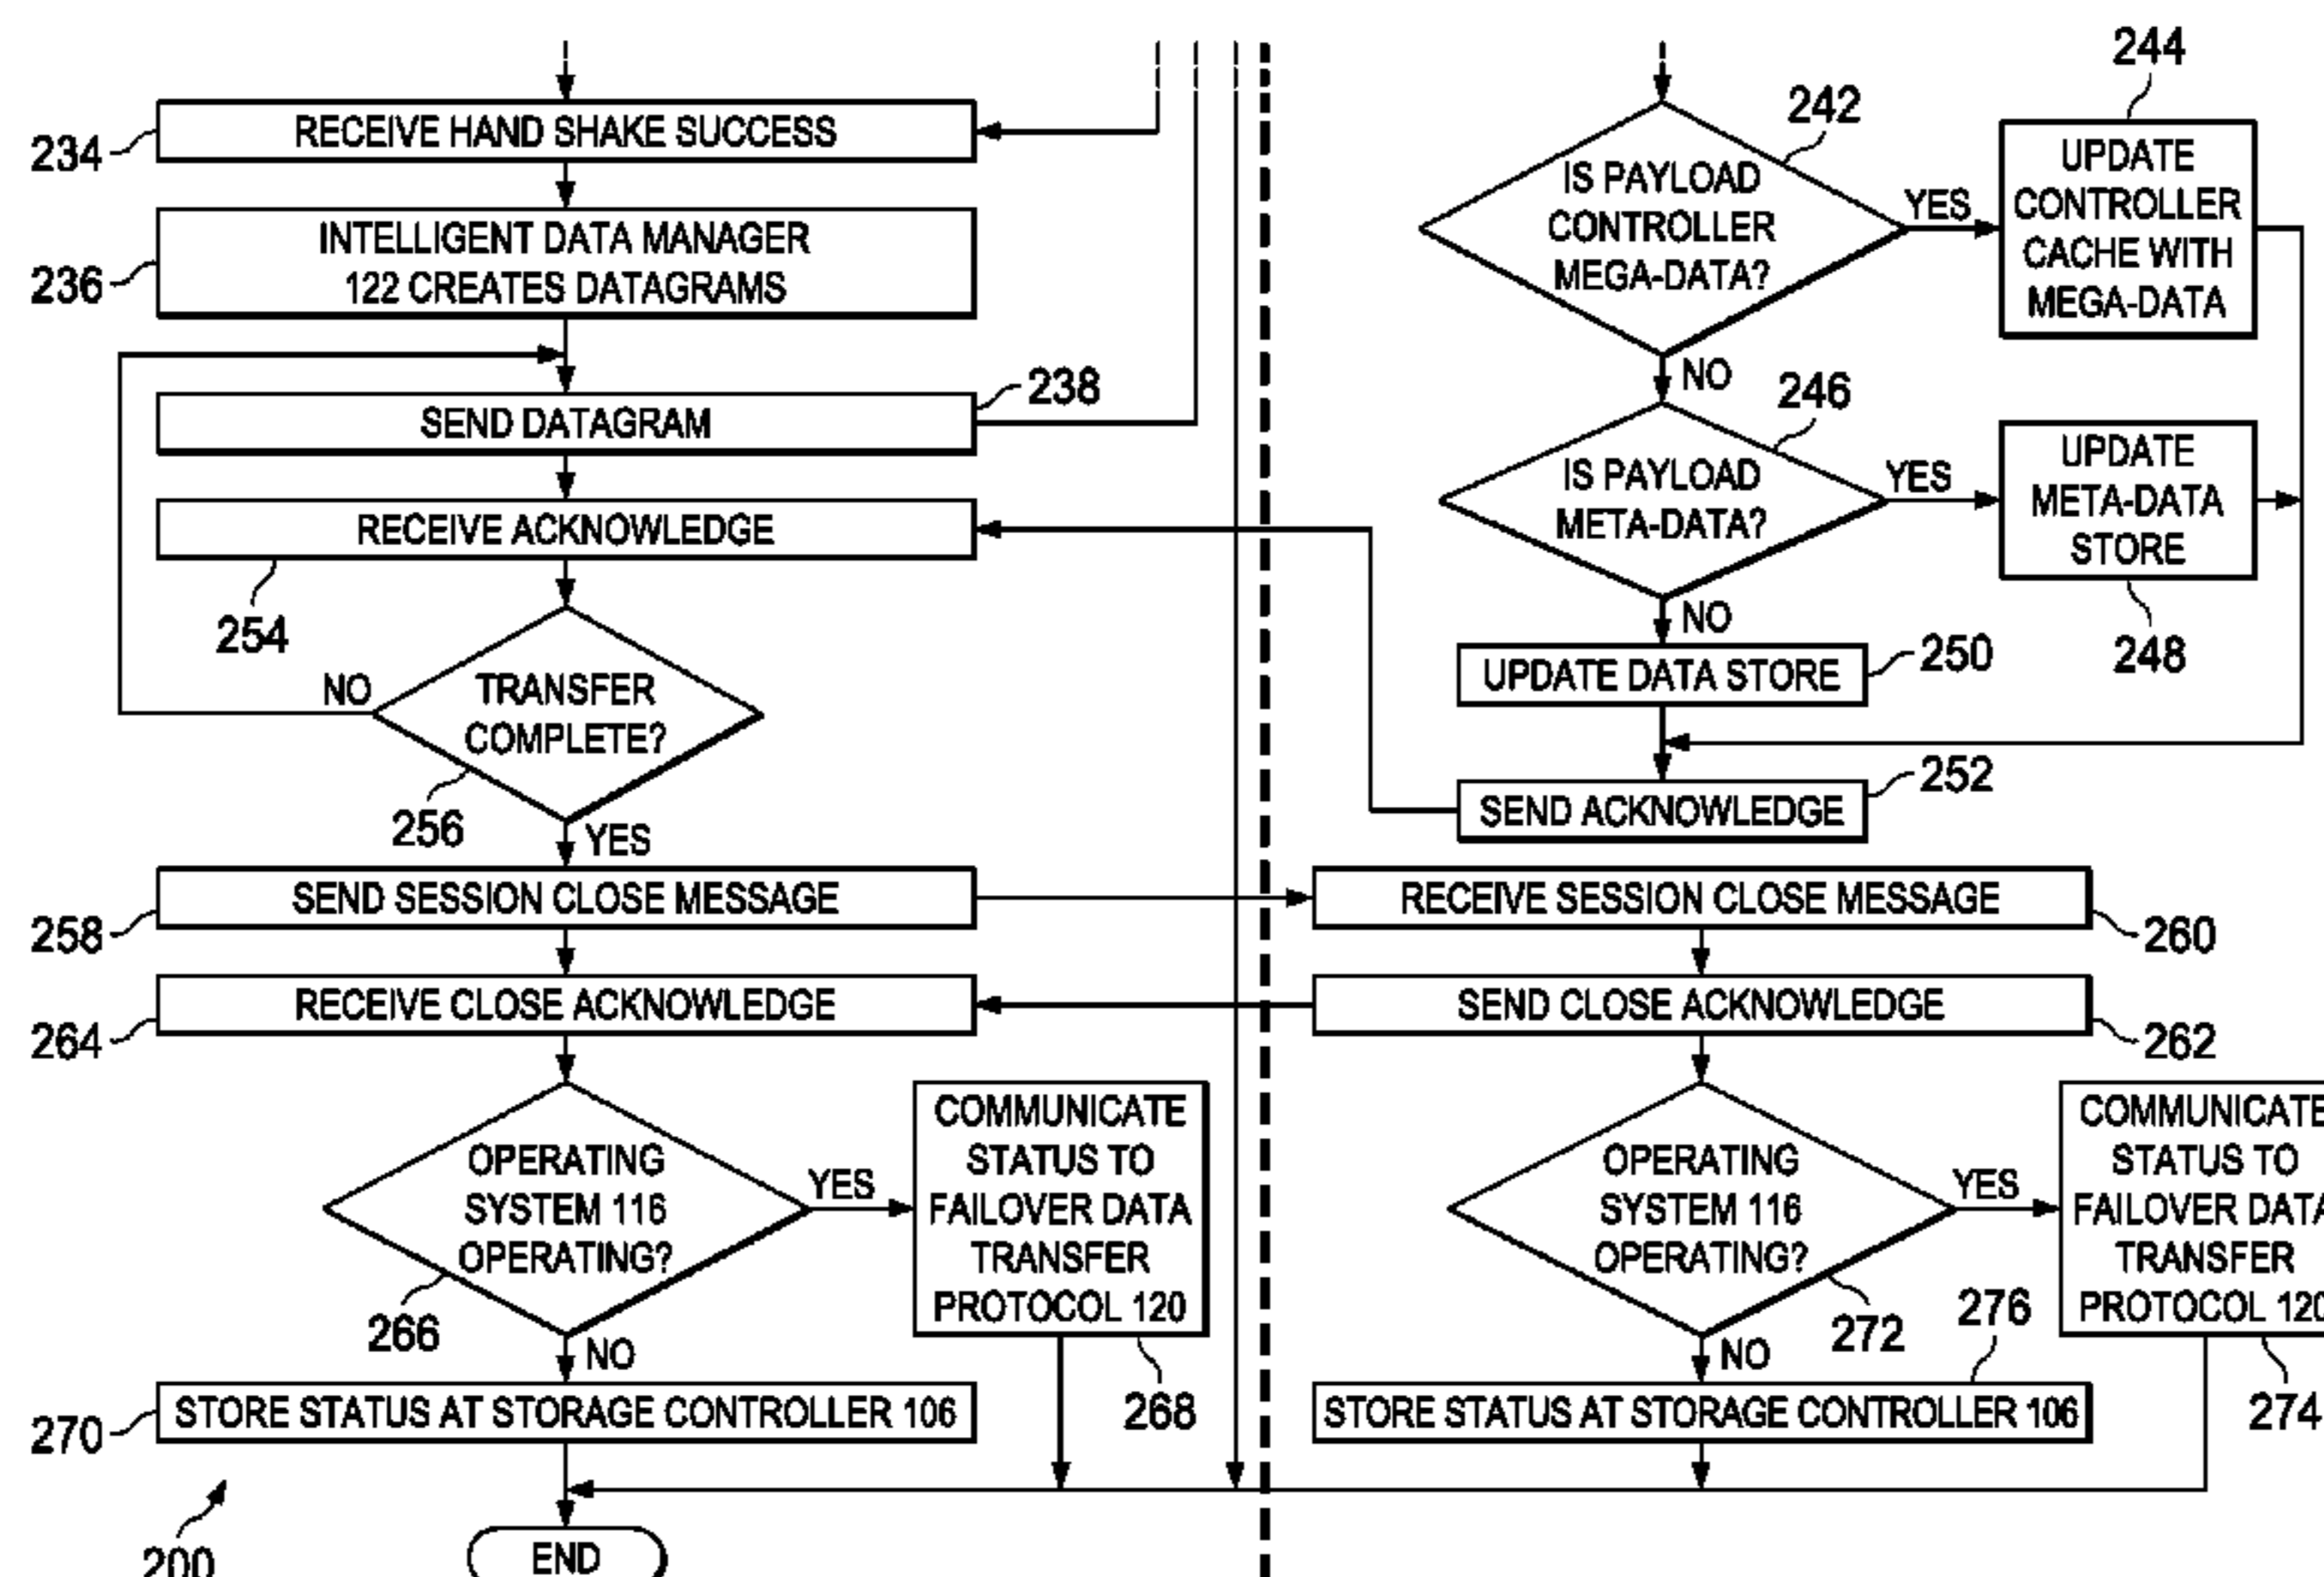 234
RECEIVE HAND SHAKE SUCCESS
236
INTELLIGENT DATA MANAGER
122 CREATES DATAGRAMS
SEND DATAGRAM
238
RECEIVE ACKNOWLEDGE
254
TRANSFER
COMPLETE?
NO
256
YES
258
SEND SESSION CLOSE MESSAGE
264
RECEIVE CLOSE ACKNOWLEDGE
OPERATING
SYSTEM 116
OPERATING?
266
YES
COMMUNICATE
STATUS TO
FAILOVER DATA
TRANSFER
PROTOCOL 120
268
NO
270
STORE STATUS AT STORAGE CONTROLLER 106
200
END
242
IS PAYLOAD
CONTROLLER
MEGA-DATA?
YES
244
UPDATE
CONTROLLER
CACHE WITH
MEGA-DATA
NO
246
IS PAYLOAD
META-DATA?
YES
UPDATE
META-DATA
STORE
248
NO
UPDATE DATA STORE
250
SEND ACKNOWLEDGE
252
RECEIVE SESSION CLOSE MESSAGE
260
SEND CLOSE ACKNOWLEDGE
262
OPERATING
SYSTEM 116
OPERATING?
272
YES
COMMUNICATE
STATUS TO
FAILOVER DATA
TRANSFER
PROTOCOL 120
274
NO
276
STORE STATUS AT STORAGE CONTROLLER 106